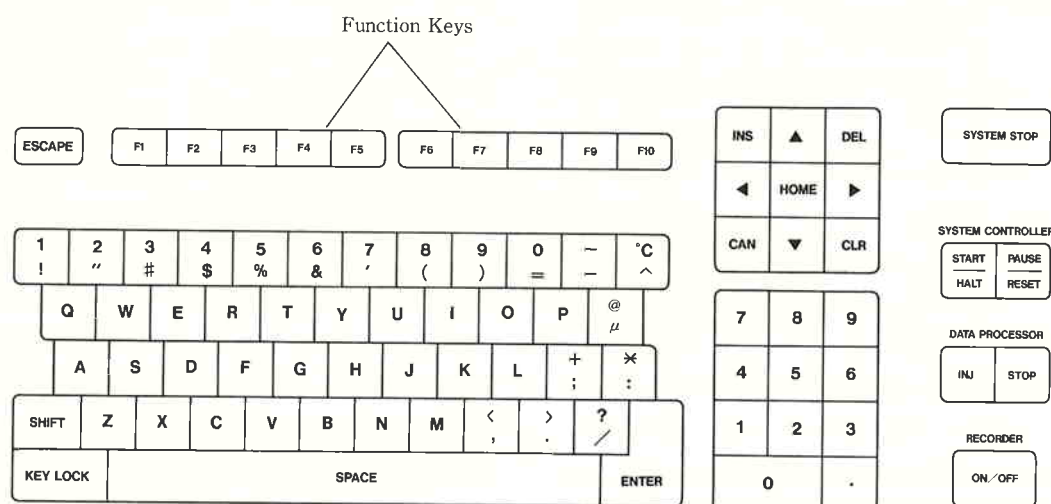 Function Keys
ESCAPE F1 F2 F3 F4 F5 F6 F7 F8 F9 F10
INS ▲ DEL
◀ HOME ▶
CAN ▼ CLR
SYSTEM STOP
1 2 3 4 5 6 7 8 9 0 ~ °C
! " # $ % & ' ( ) = − ^
Q W E R T Y U I O P @
μ
A S D F G H J K L + *
; :
SHIFT Z X C V B N M < > ?
, . /
KEY LOCK SPACE ENTER
7 8 9
4 5 6
1 2 3
0 .
SYSTEM CONTROLLER
START PAUSE
HALT RESET
DATA PROCESSOR
INJ STOP
RECORDER
ON/OFF